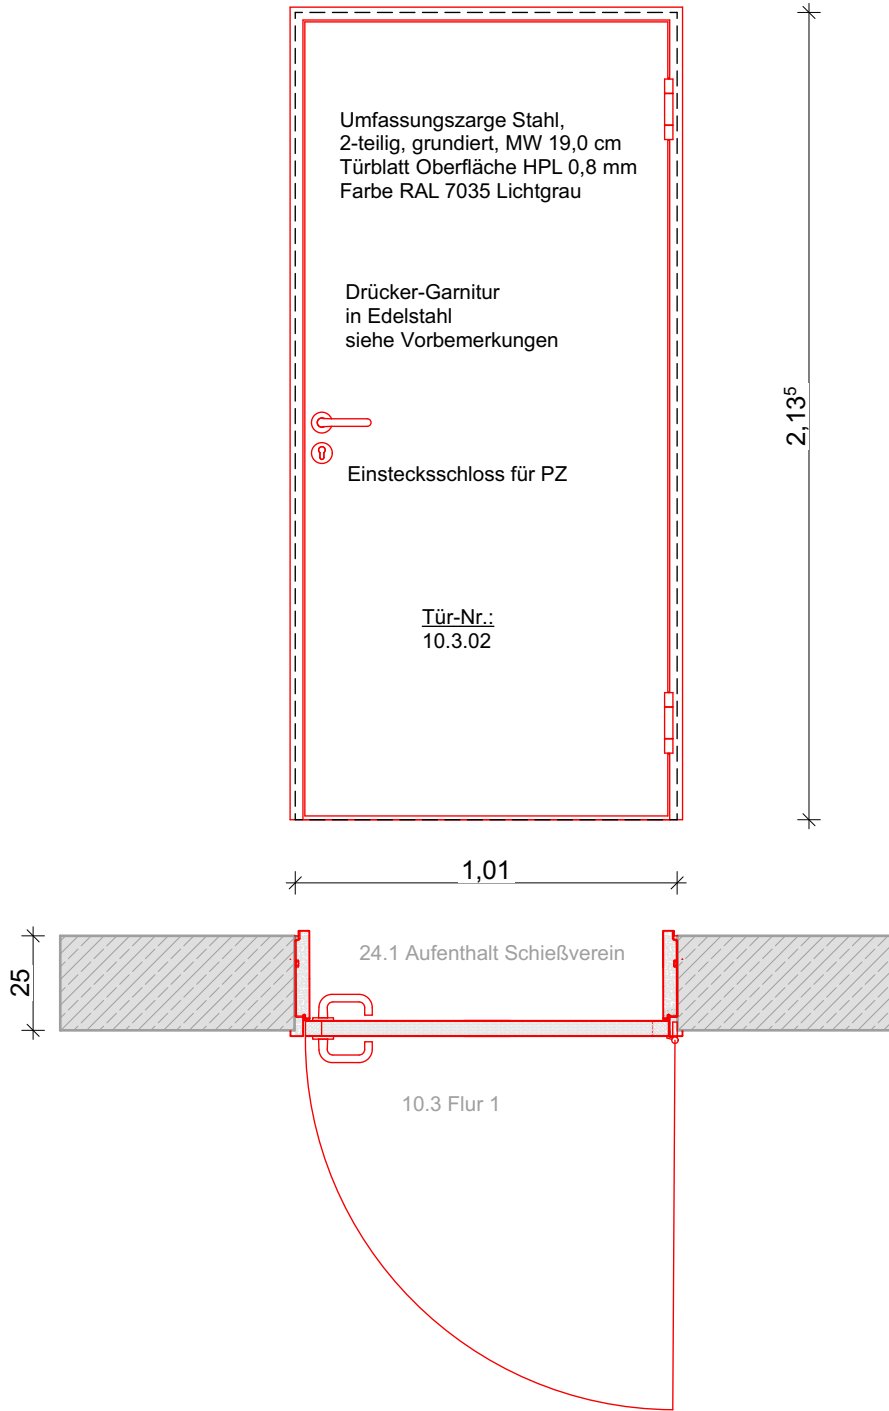 Umfassungszarge Stahl,
2-teilig, grundiert, MW 19,0 cm
Türblatt Oberfläche HPL 0,8 mm
Farbe RAL 7035 Lichtgrau
Drücker-Garnitur
in Edelstahl
siehe Vorbemerkungen
2,13⁵
Einstecksschloss für PZ
Tür-Nr.:
10.3.02
1,01
24.1 Aufenthalt Schießverein
25
10.3 Flur 1